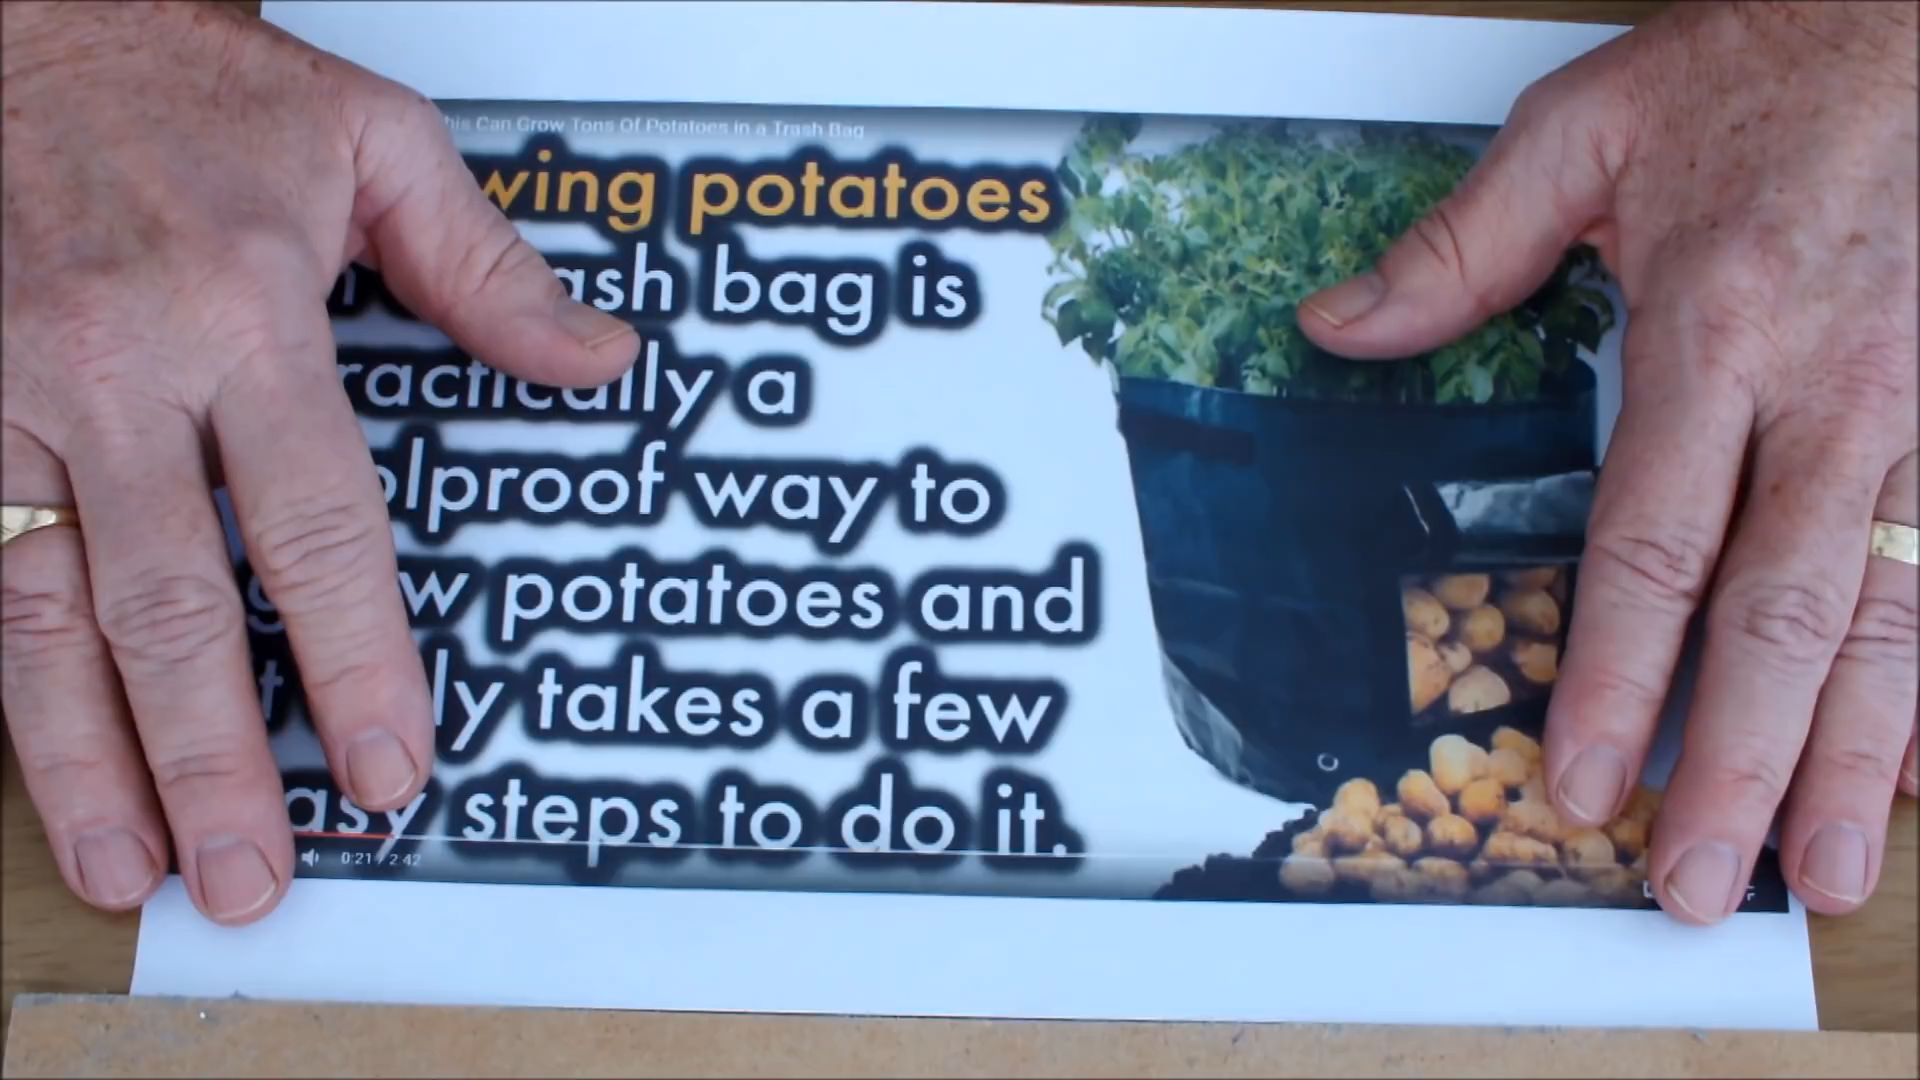 his Can Grow Tons Of Potatoes in a Trash Bag
wing potatoes
ash bag is
ractically a
olproof way to
w potatoes and
ly takes a few
asy steps to do it.
0:21 / 2:42